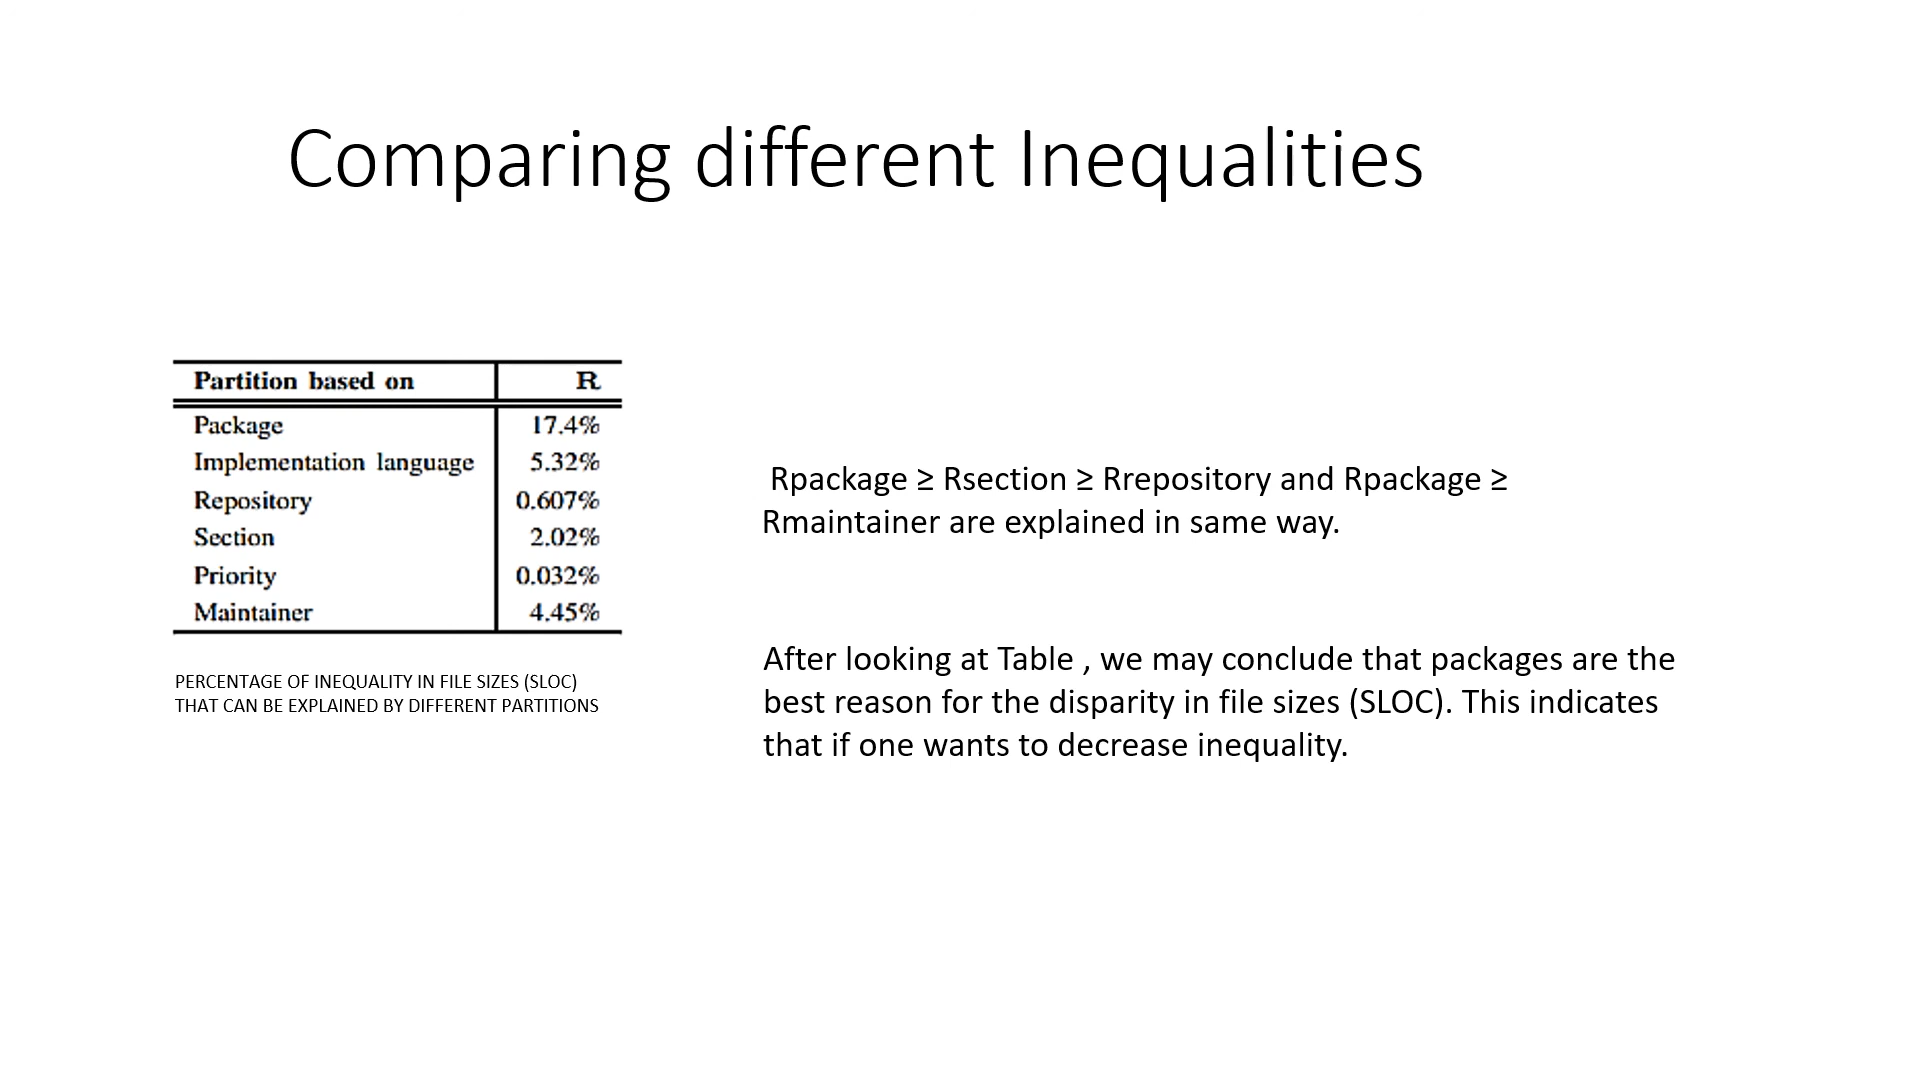 Comparing different Inequalities
Partition based on R
Package 17.4%
Implementation language 5.32%
Repository 0.607%
Section 2.02%
Priority 0.032%
Maintainer 4.45%
PERCENTAGE OF INEQUALITY IN FILE SIZES (SLOC)
THAT CAN BE EXPLAINED BY DIFFERENT PARTITIONS
Rpackage ≥ Rsection ≥ Rrepository and Rpackage ≥
Rmaintainer are explained in same way.
After looking at Table , we may conclude that packages are the
best reason for the disparity in file sizes (SLOC). This indicates
that if one wants to decrease inequality.